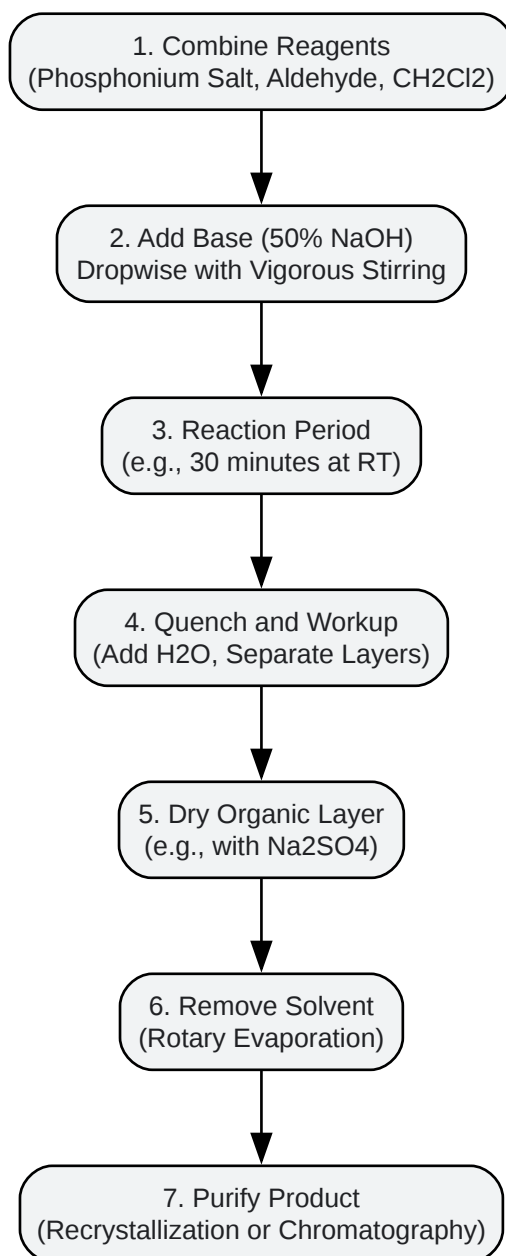 1. Combine Reagents
(Phosphonium Salt, Aldehyde, CH2Cl2)
2. Add Base (50% NaOH)
Dropwise with Vigorous Stirring
3. Reaction Period
(e.g., 30 minutes at RT)
4. Quench and Workup
(Add H2O, Separate Layers)
5. Dry Organic Layer
(e.g., with Na2SO4)
6. Remove Solvent
(Rotary Evaporation)
7. Purify Product
(Recrystallization or Chromatography)